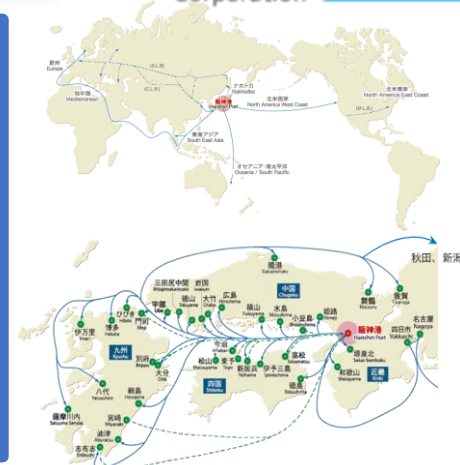 Corporation
欧州
Europe
(S.L.B)
地中海
Mediterranean
(C.L.B)
ナホトカ
Nakhodka
阪神港
Hanshin Port
北米西岸
North America West Coast
北米東岸
North America East Coast
(M.L.B)
東南アジア
South East Asia
オセアニア・南太平洋
Oceania / South Pacific
秋田、新潟
境港
Sakaiminato
中国
Chugoku
舞鶴
Maizuru
敦賀
Tsuruga
三田尻中関
Mitajirinakanoseki
岩国
Iwakuni
宇部
Ube
徳山
Tokuyama
大竹
Otake
広島
Hiroshima
福山
Fukuyama
水島
Mizushima
小豆島
姫路
名古屋
Nagoya
四日市
Yokkaichi
阪神港
Hanshin Port
ひびき
Hibiki
門司
Moji
伊万里
Imari
博多
Hakata
九州
Kyushu
別府
Beppu
大分
Oita
松山
Matsuyama
今治
Imabari
東予
Toyo
新居浜
伊予三島
高松
Takamatsu
四国
Shikoku
徳島
Tokushima
堺泉北
Sakai-Semboku
和歌山
Wakayama
近畿
Kinki
八代
Yatsushiro
細島
Hososhima
薩摩川内
Satsuma Sendai
宮崎
Miyazaki
油津
Aburatsu
志布志
Shibushi